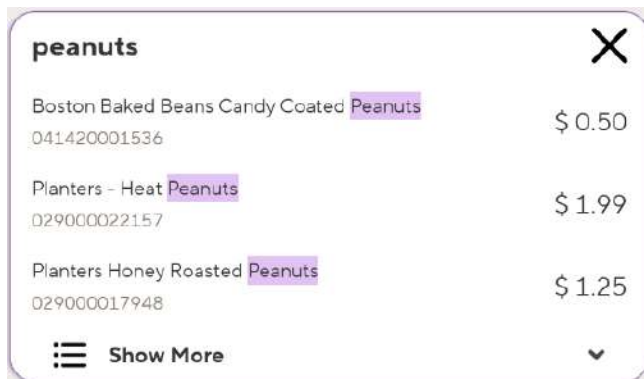 peanuts
Boston Baked Beans Candy Coated Peanuts
041420001536
$ 0.50
Planters - Heat Peanuts
029000022157
$ 1.99
Planters Honey Roasted Peanuts
029000017948
$ 1.25
Show More